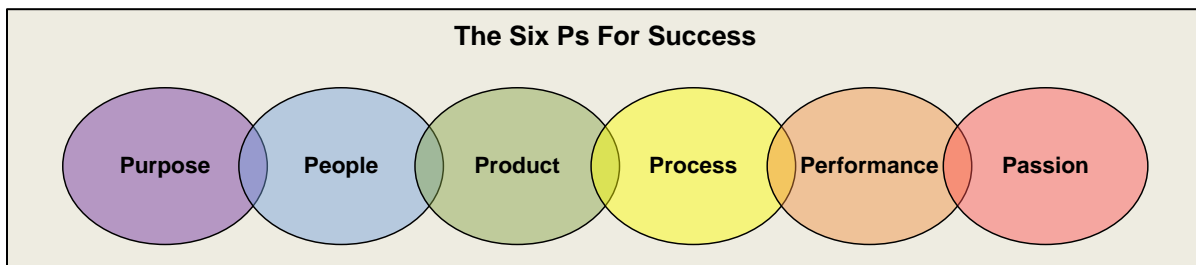 The Six Ps For Success
Purpose People Product Process Performance Passion